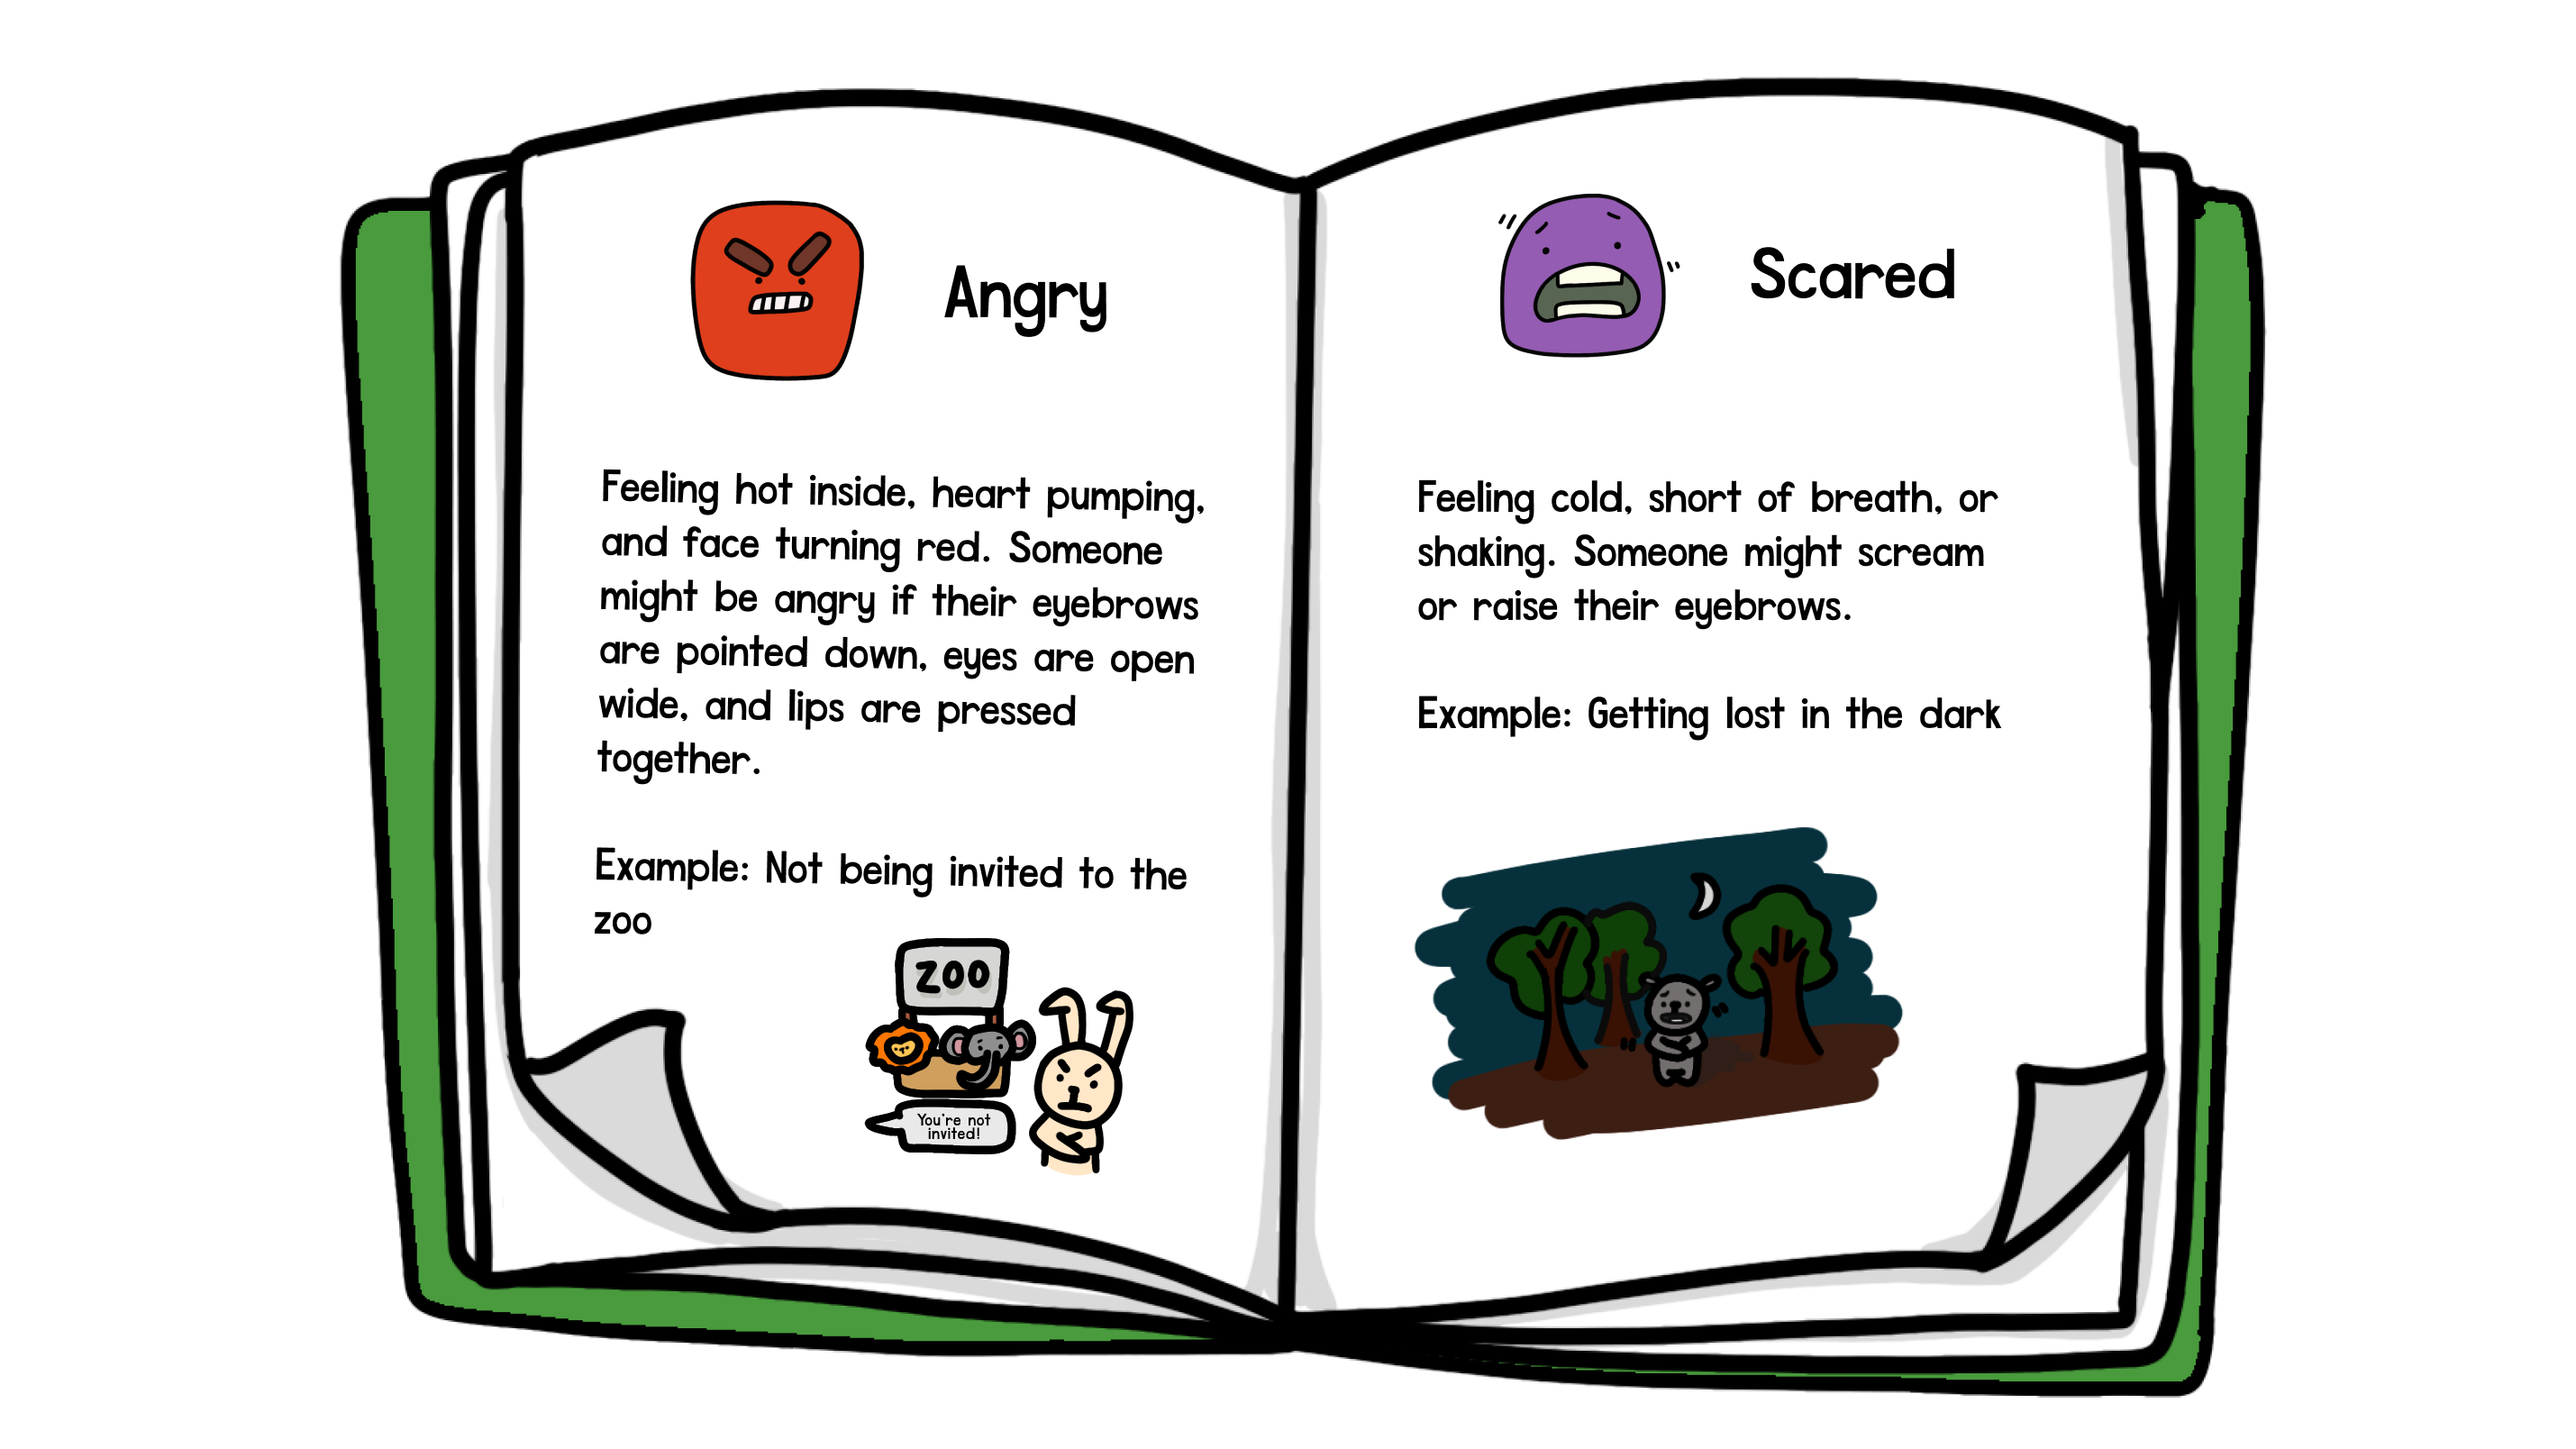 Angry
Feeling hot inside, heart pumping,
and face turning red. Someone
might be angry if their eyebrows
are pointed down, eyes are open
wide, and lips are pressed
together.
Example: Not being invited to the
zoo
ZOO
You're not
invited!
Scared
Feeling cold, short of breath, or
shaking. Someone might scream
or raise their eyebrows.
Example: Getting lost in the dark